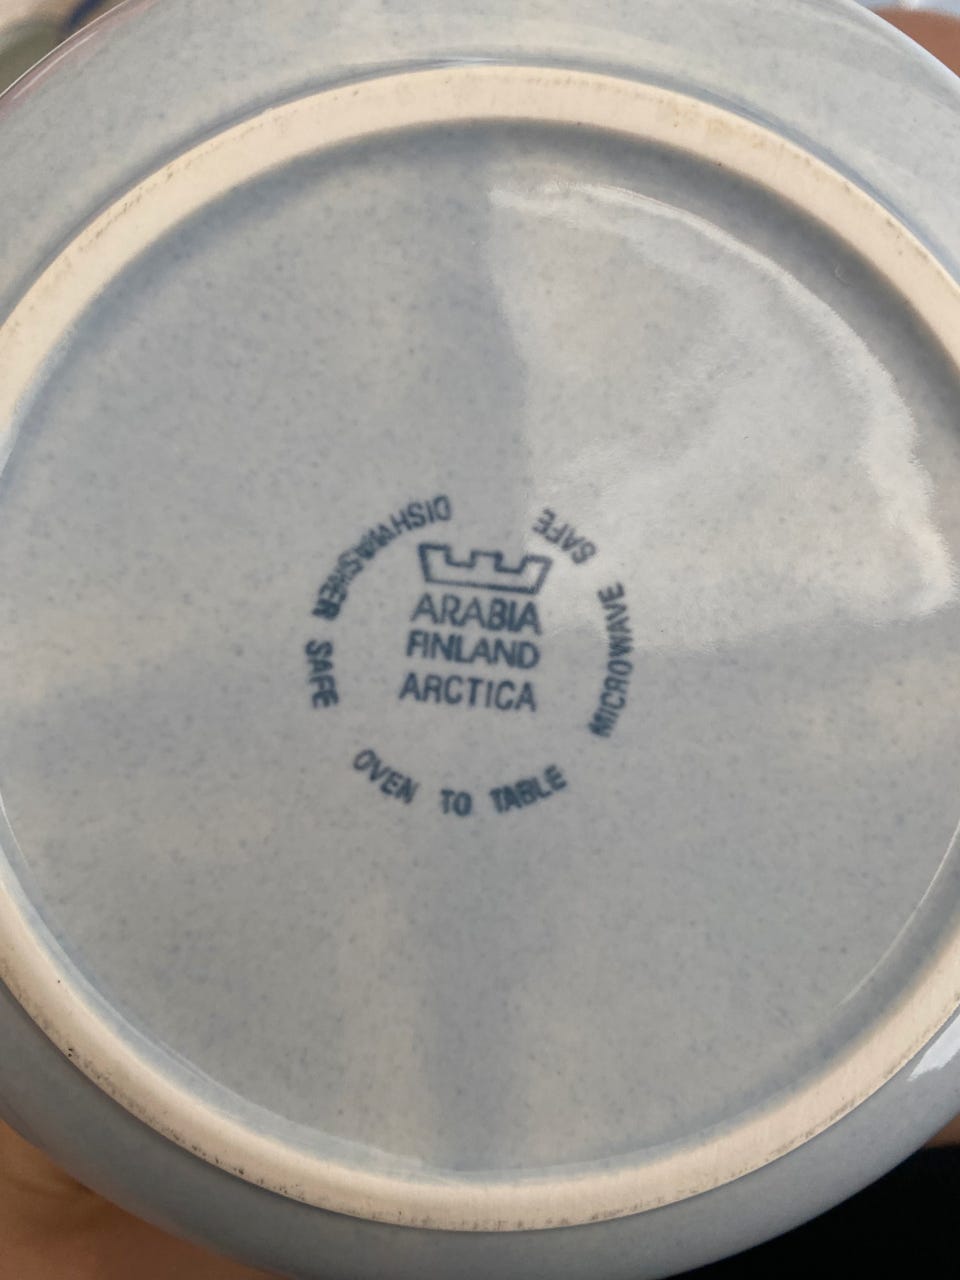 ARABIA
FINLAND
ARCTICA
DISHWASHER SAFE
OVEN TO TABLE
MICROWAVE SAFE